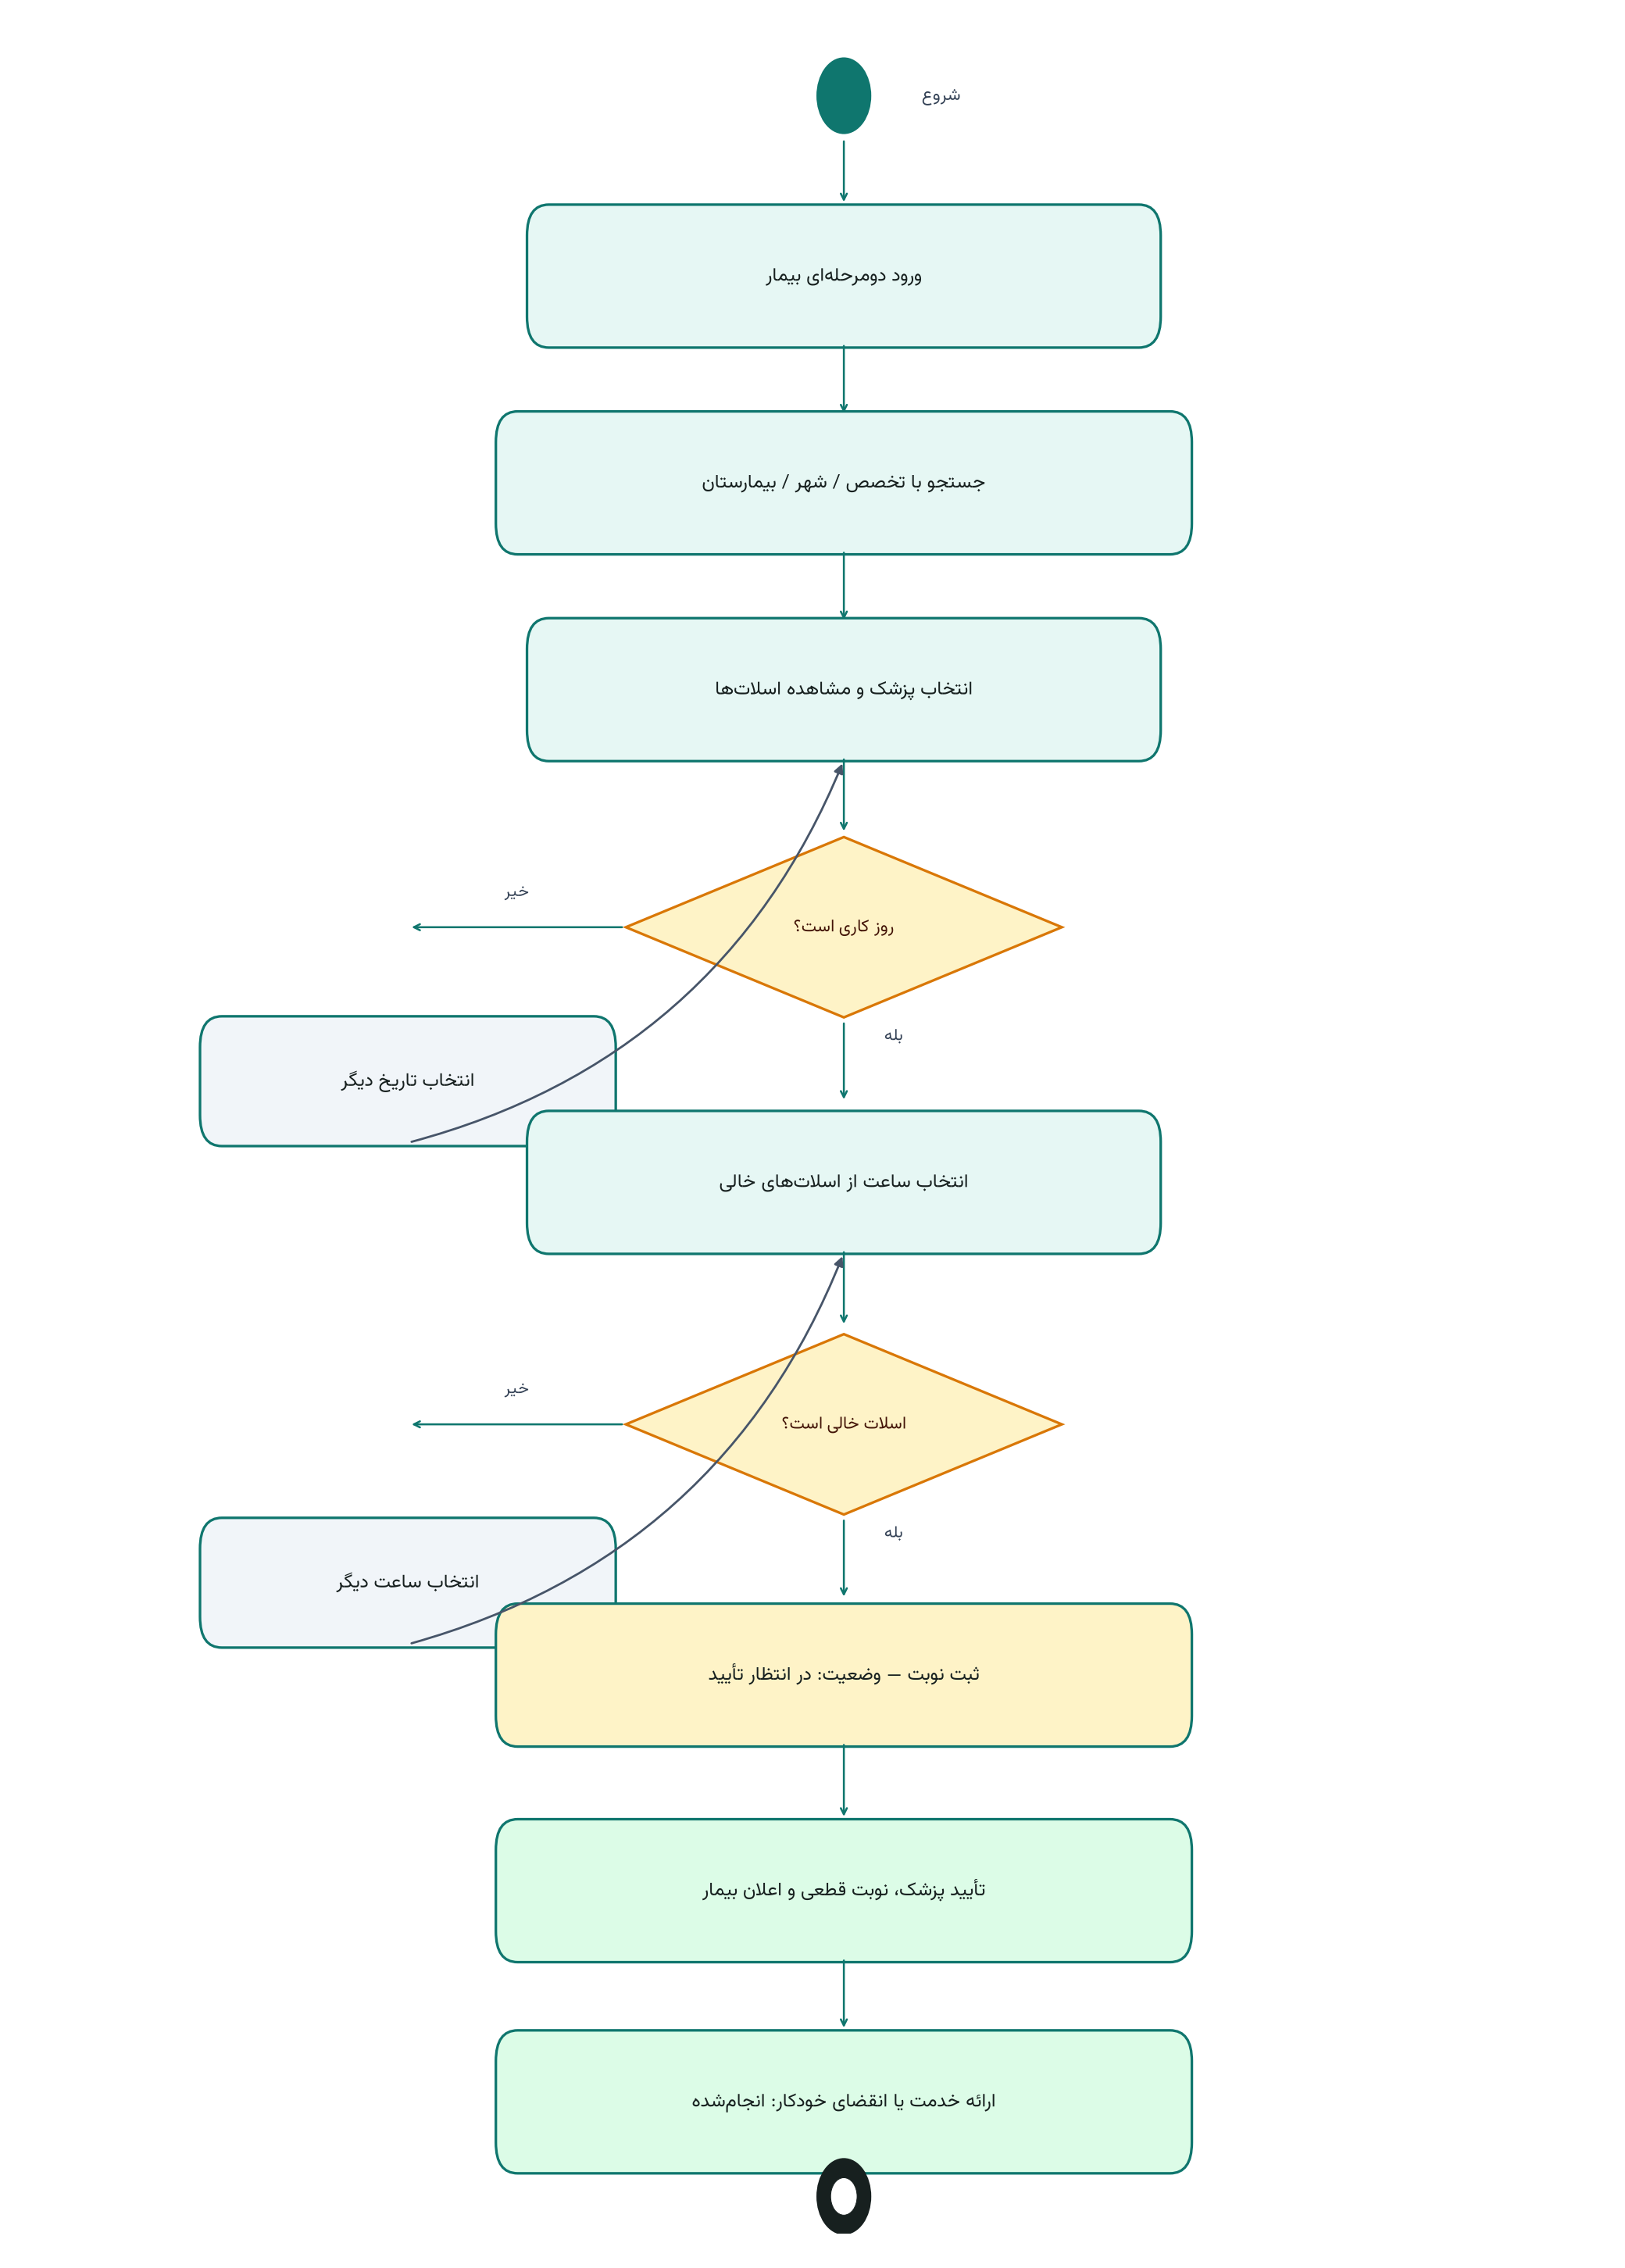 شروع
ورود دومرحله‌ای بیمار
جستجو با تخصص / شهر / بیمارستان
انتخاب پزشک و مشاهده اسلات‌ها
روز کاری است؟
خیر
بله
انتخاب تاریخ دیگر
انتخاب ساعت از اسلات‌های خالی
اسلات خالی است؟
خیر
بله
انتخاب ساعت دیگر
ثبت نوبت – وضعیت: در انتظار تأیید
تأیید پزشک، نوبت قطعی و اعلان بیمار
ارائه خدمت یا انقضای خودکار: انجام‌شده